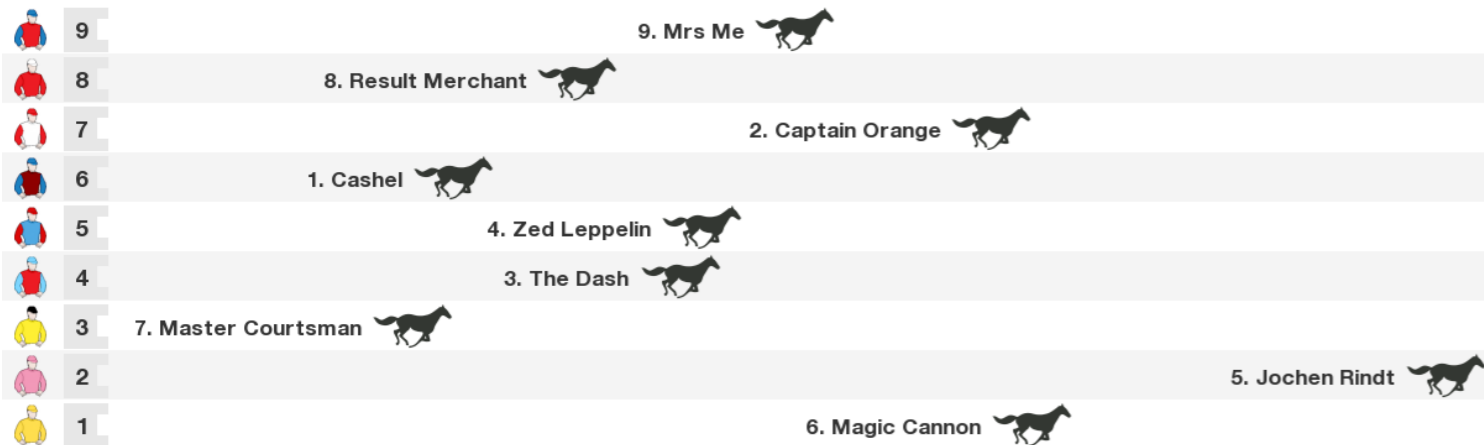 9 9. Mrs Me
8 8. Result Merchant
7 2. Captain Orange
6 1. Cashel
5 4. Zed Leppelin
4 3. The Dash
3 7. Master Courtsman
2 5. Jochen Rindt
1 6. Magic Cannon